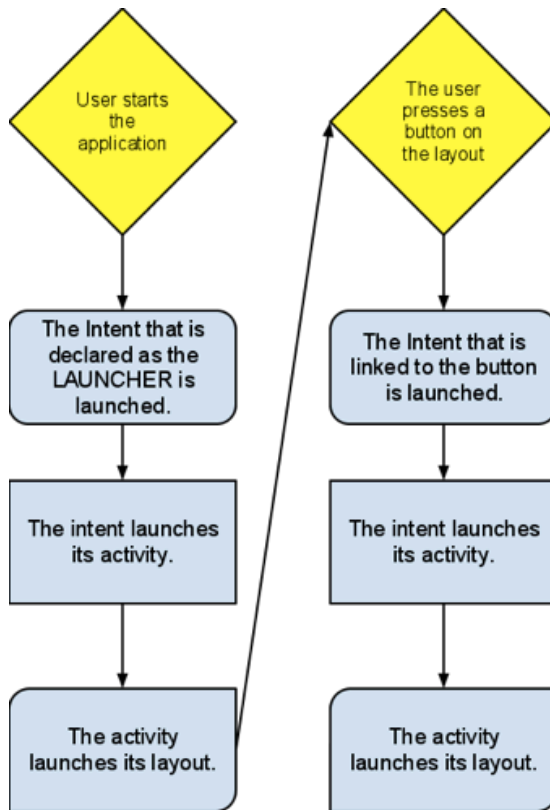 User starts
the
application
The Intent that is
declared as the
LAUNCHER is
launched.
The intent launches
its activity.
The activity
launches its layout.
The user
presses a
button on
the layout
The Intent that is
linked to the button
is launched.
The intent launches
its activity.
The activity
launches its layout.